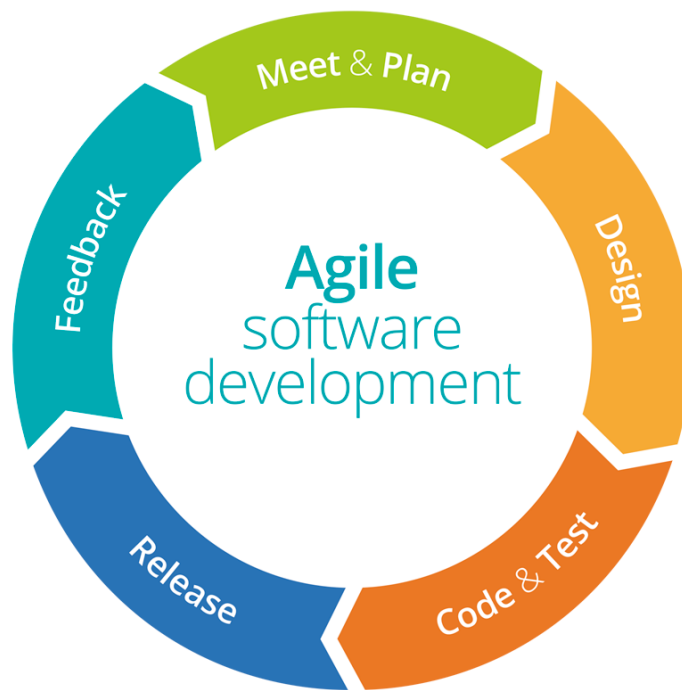 Meet & Plan
Design
Code & Test
Release
Feedback
Agile
software
development